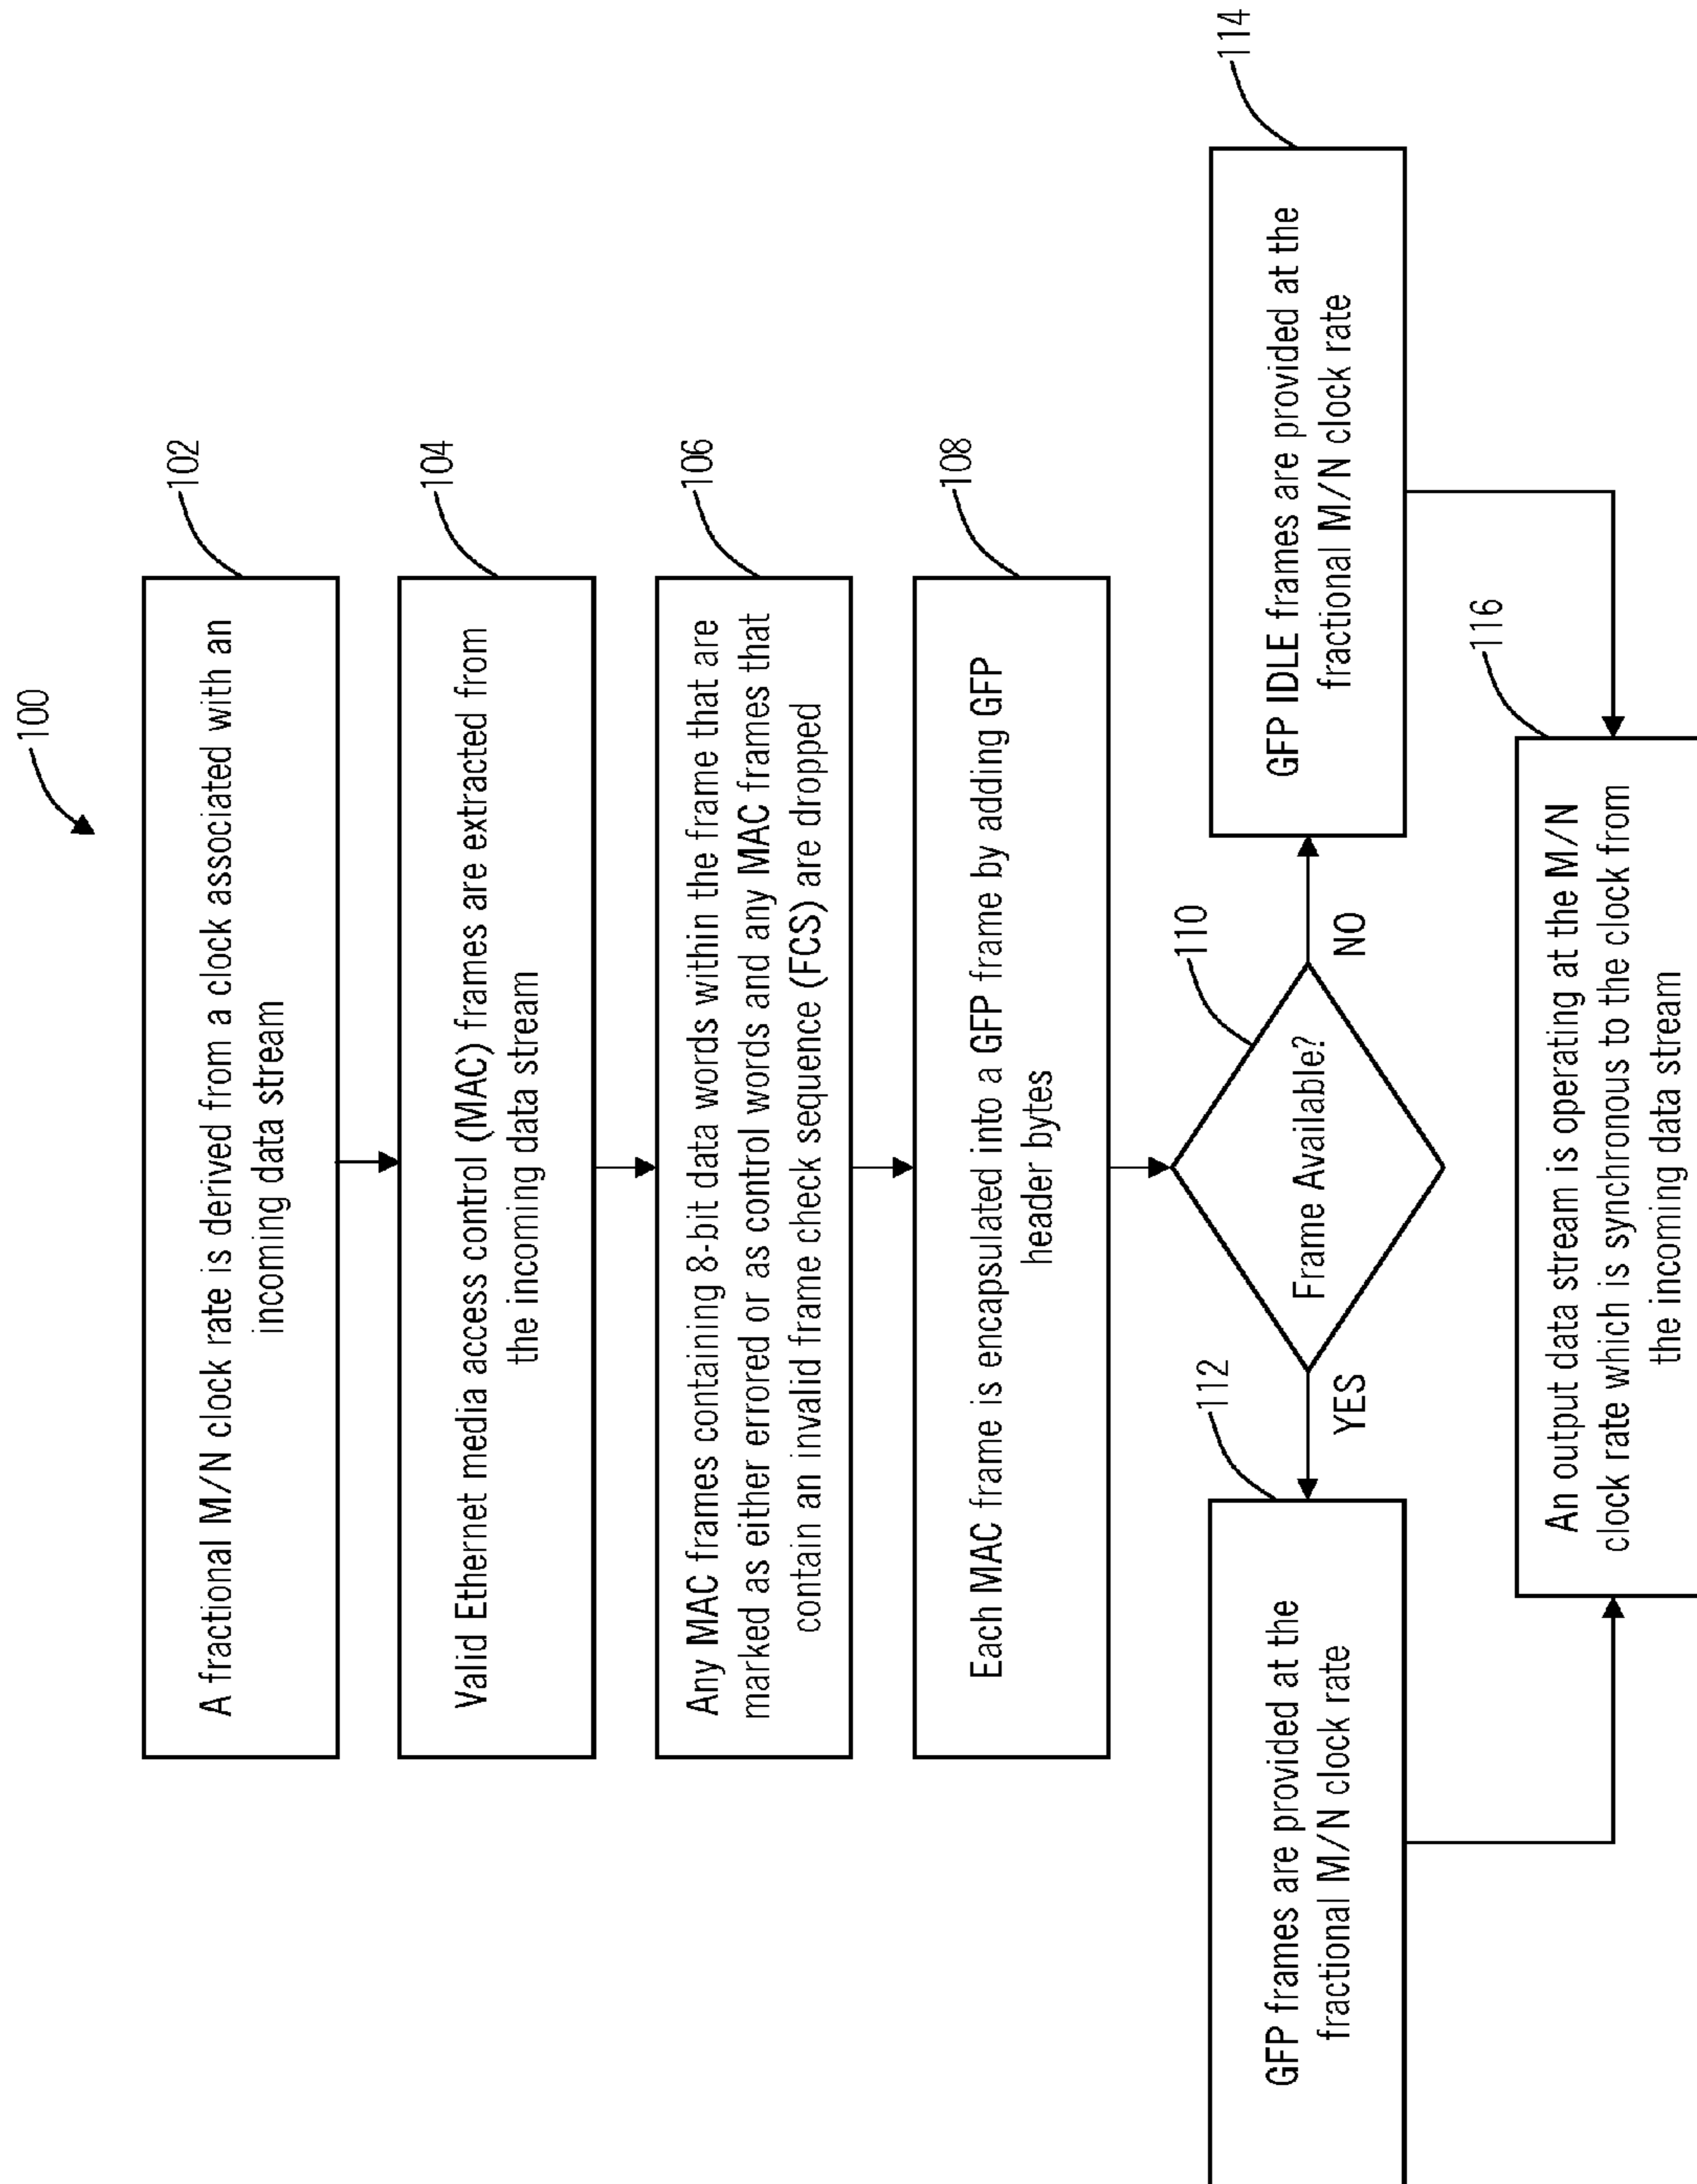 100
102
A fractional M/N clock rate is derived from a clock associated with an
incoming data stream
104
Valid Ethernet media access control (MAC) frames are extracted from
the incoming data stream
106
Any MAC frames containing 8-bit data words within the frame that are
marked as either errored or as control words and any MAC frames that
contain an invalid frame check sequence (FCS) are dropped
108
Each MAC frame is encapsulated into a GFP frame by adding GFP
header bytes
110
Frame Available?
YES
NO
112
GFP frames are provided at the
fractional M/N clock rate
114
GFP IDLE frames are provided at the
fractional M/N clock rate
116
An output data stream is operating at the M/N
clock rate which is synchronous to the clock from
the incoming data stream